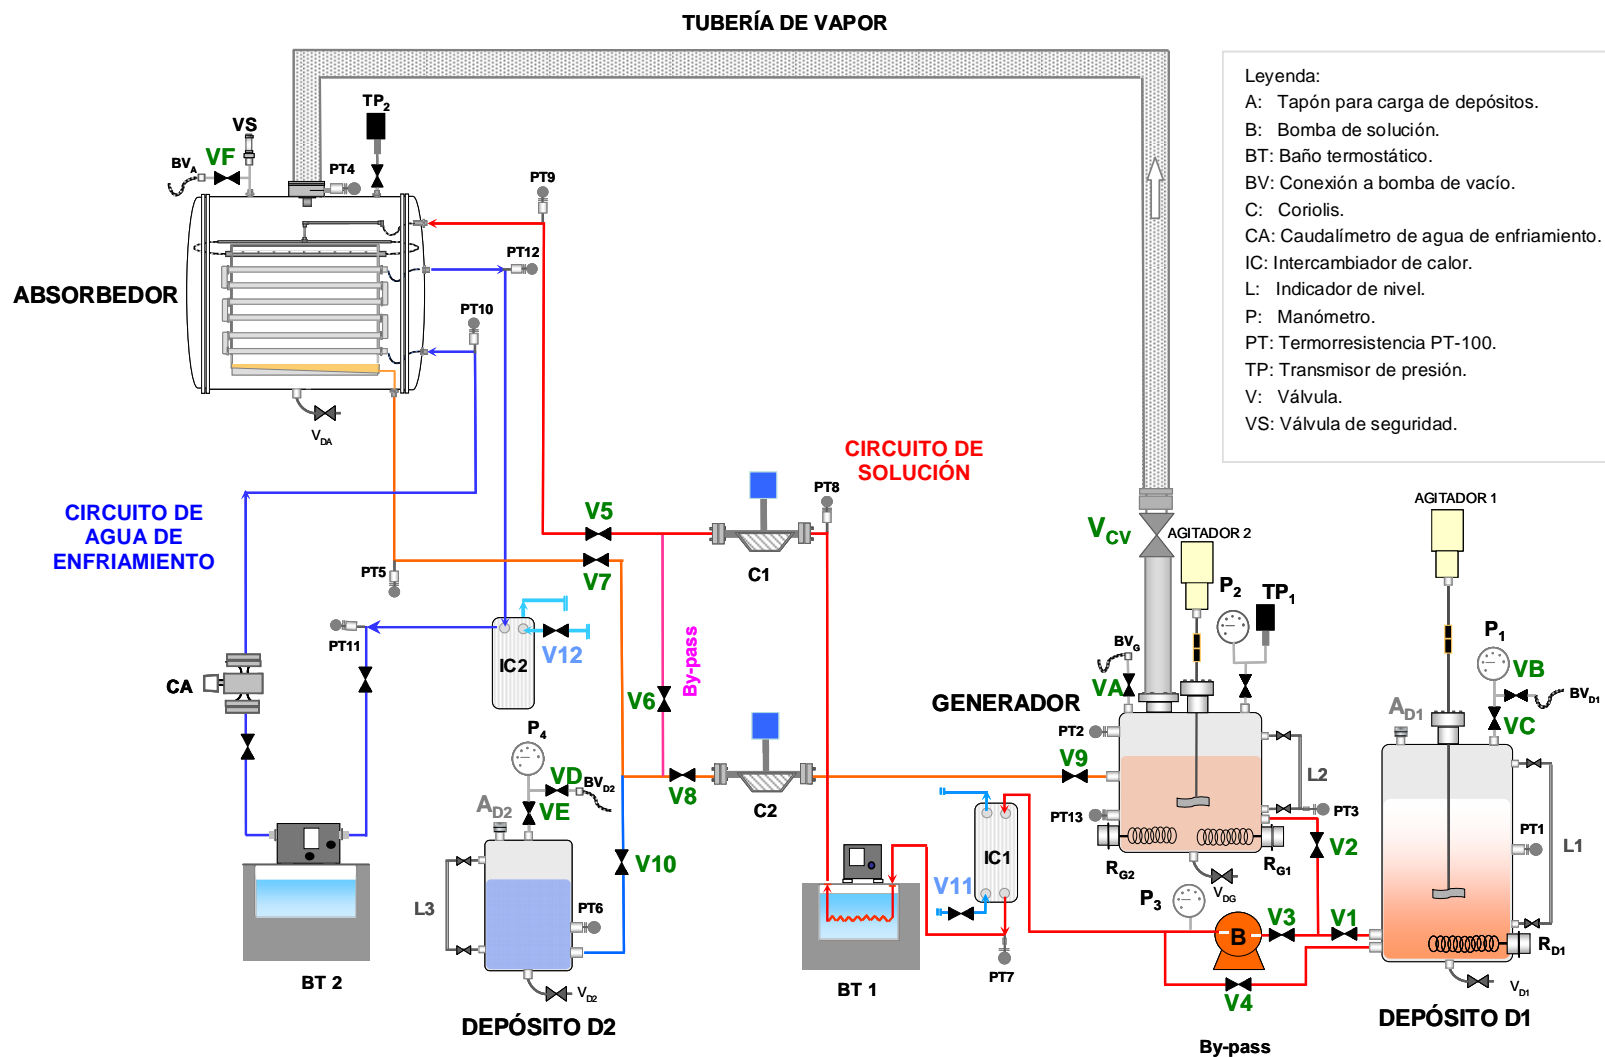 TUBERÍA DE VAPOR
Leyenda:
A: Tapón para carga de depósitos.
B: Bomba de solución.
BT: Baño termostático.
BV: Conexión a bomba de vacío.
C: Coriolis.
CA: Caudalímetro de agua de enfriamiento.
IC: Intercambiador de calor.
L: Indicador de nivel.
P: Manómetro.
PT: Termorresistencia PT-100.
TP: Transmisor de presión.
V: Válvula.
VS: Válvula de seguridad.
TP2
VS
VF
BVA
PT4
PT9
PT12
ABSORBEDOR
PT10
VDA
CIRCUITO DE
SOLUCIÓN
CIRCUITO DE
AGUA DE
ENFRIAMIENTO
PT8
V5
C1
V7
PT5
VCV
AGITADOR 1
AGITADOR 2
P2
TP1
P1
VB
BVD1
VC
AD1
BVG
VA
GENERADOR
PT11
IC2
V12
By-pass
V6
CA
P4
VD
BVD2
VE
AD2
V8
C2
V9
PT2
L2
PT3
PT13
RG2
RG1
V2
VDG
PT1
L1
V10
L3
PT6
IC1
V11
P3
B
V3
V1
RD1
PT7
V4
VD1
VD2
BT 2
BT 1
DEPÓSITO D2
DEPÓSITO D1
By-pass